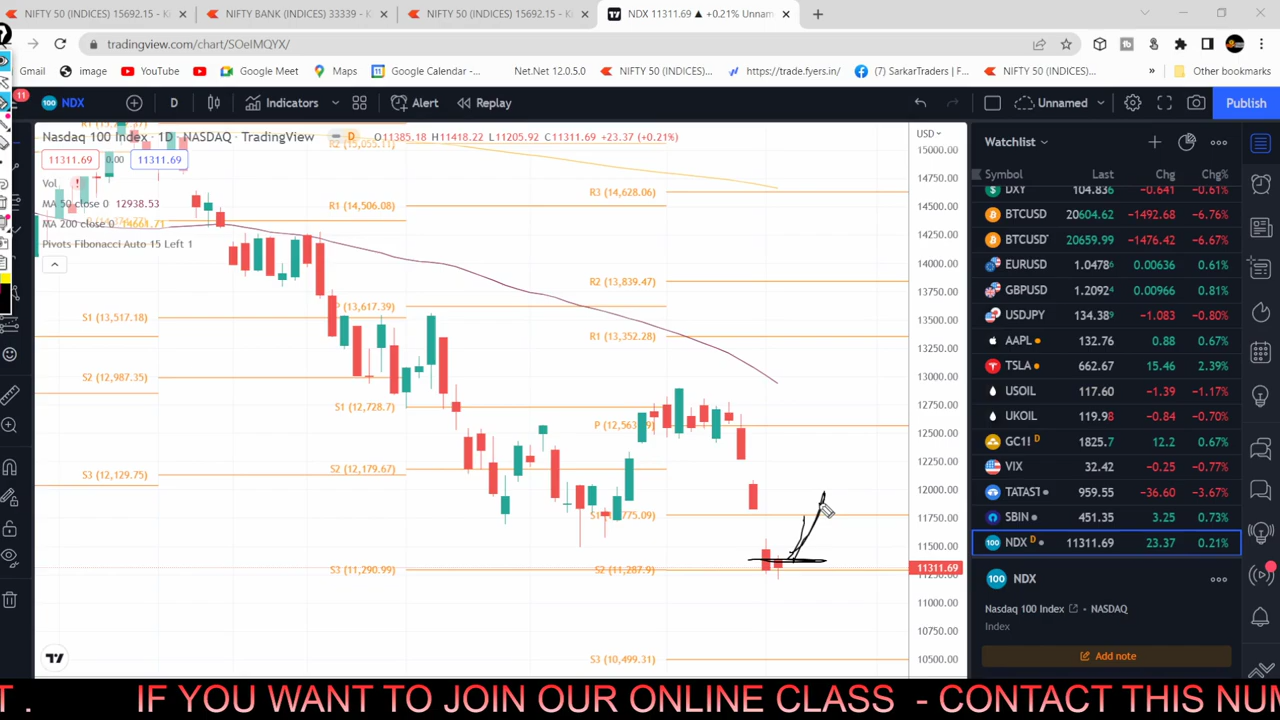 NIFTY 50 (INDICES) 15692.15 - Ki
NIFTY BANK (INDICES) 33339 - Ki
NIFTY 50 (INDICES) 15692.15 - Ki
NDX 11311.69 ▲ +0.21% Unnam
tradingview.com/chart/SOeIMQYX/
Gmail
image
YouTube
Google Meet
Maps
Google Calendar -...
Net.Net 12.0.5.0
NIFTY 50 (INDICES)...
https://trade.fyers.in/
(7) SarkarTraders | F...
NIFTY 50 (INDICES)...
»
Other bookmarks
11
NDX
D
Indicators
Alert
Replay
Unnamed
Publish
Nasdaq 100 Index · 1D · NASDAQ · TradingView
D
O11385.18 H11418.22 L11205.92 C11311.69 +23.37 (+0.21%)
11311.69
0.00
11311.69
Vol
MA 50 close 0 12938.53
MA 200 close 0 14661.71
Pivots Fibonacci Auto 15 Left 1
R2 (15,055.11)
R3 (14,628.06)
R1 (14,506.08)
R2 (13,839.47)
P (13,617.39)
S1 (13,517.18)
R1 (13,352.28)
S2 (12,987.35)
S1 (12,728.7)
S2 (12,179.67)
S3 (12,129.75)
S3 (11,290.99)
S2 (11,287.9)
S3 (10,499.31)
USD
15000.00
14750.00
14500.00
14250.00
14000.00
13750.00
13500.00
13250.00
13000.00
12750.00
12500.00
12250.00
12000.00
11750.00
11500.00
11311.69
11000.00
10750.00
10500.00
Watchlist
Symbol Last Chg Chg%
DXY 104.836 −0.641 −0.61%
BTCUSD 20604.62 −1492.68 −6.76%
BTCUSD 20659.99 −1476.42 −6.67%
EURUSD 1.04786 0.00636 0.61%
GBPUSD 1.20924 0.00966 0.81%
USDJPY 134.389 −1.083 −0.80%
AAPL 132.76 0.88 0.67%
TSLA 662.67 15.46 2.39%
USOIL 117.60 −1.39 −1.17%
UKOIL 119.98 −0.84 −0.70%
GC1! D 1825.7 12.2 0.67%
VIX 32.42 −0.25 −0.77%
TATAST 959.55 −36.60 −3.67%
SBIN 451.35 3.25 0.73%
NDX D 11311.69 23.37 0.21%
NDX
Nasdaq 100 Index
NASDAQ
Index
Add note
T . IF YOU WANT TO JOIN OUR ONLINE CLASS - CONTACT THIS NUM